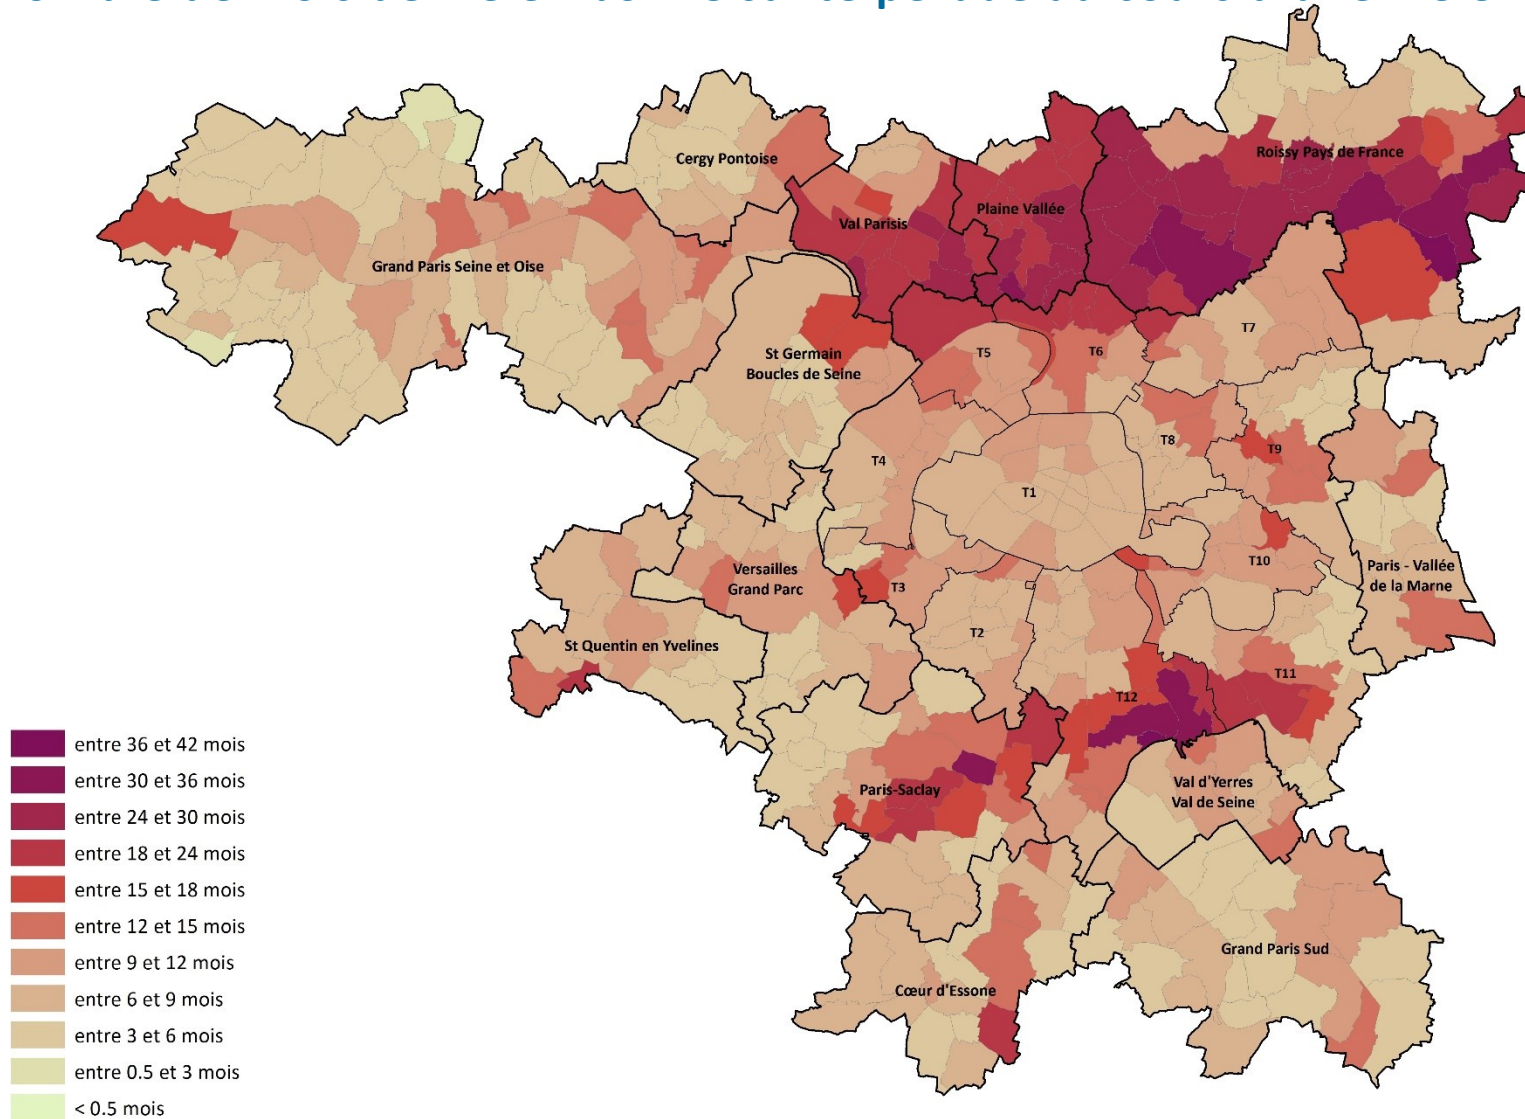 Cergy Pontoise
Roissy Pays de France
Plaine Vallée
Val Parisis
Grand Paris Seine et Oise
T7
St Germain
Boucles de Seine
T5
T6
T8
T9
T4
T1
Versailles
Grand Parc
T3
T10
Paris - Vallée
de la Marne
T2
St Quentin en Yvelines
T11
T12
Paris-Saclay
Val d'Yerres
Val de Seine
Grand Paris Sud
Cœur d'Essone
entre 36 et 42 mois
entre 30 et 36 mois
entre 24 et 30 mois
entre 18 et 24 mois
entre 15 et 18 mois
entre 12 et 15 mois
entre 9 et 12 mois
entre 6 et 9 mois
entre 3 et 6 mois
entre 0.5 et 3 mois
< 0.5 mois